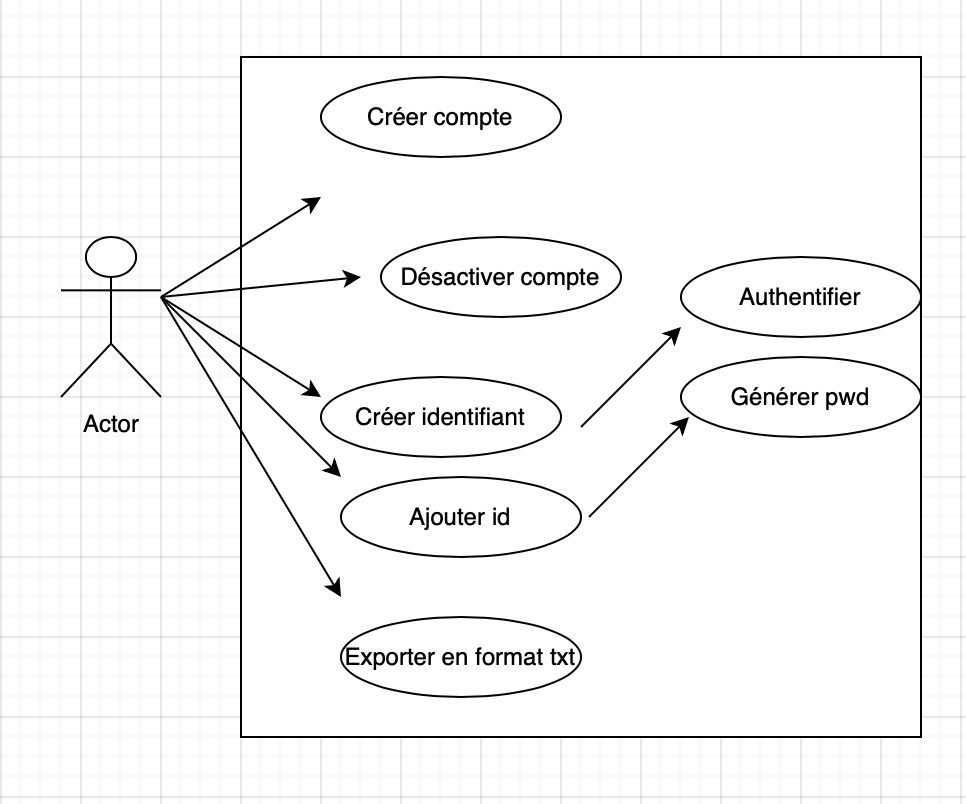 Créer compte
Désactiver compte
Authentifier
Générer pwd
Créer identifiant
Actor
Ajouter id
Exporter en format txt